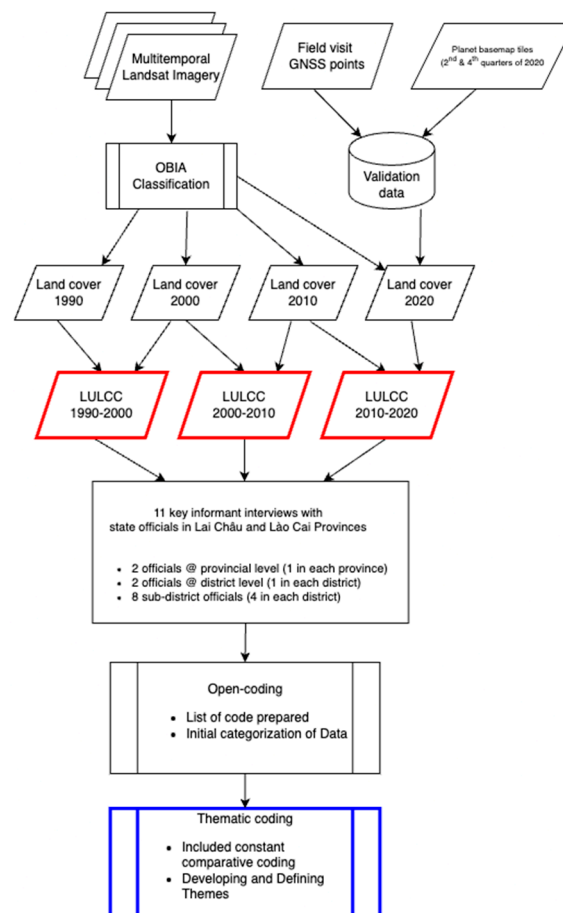 Multitemporal
Landsat Imagery
Field visit
GNSS points
Planet basemap tiles
(2nd & 4th quarters of 2020
OBIA
Classification
Validation
data
Land cover
1990
Land cover
2000
Land cover
2010
Land cover
2020
LULCC
1990-2000
LULCC
2000-2010
LULCC
2010-2020
11 key informant interviews with
state officials in Lai Châu and Lào Cai Provinces
• 2 officials @ provincial level (1 in each province)
• 2 officials @ district level (1 in each district)
• 8 sub-district officials (4 in each district)
Open-coding
• List of code prepared
• Initial categorization of Data
Thematic coding
• Included constant
comparative coding
• Developing and Defining
Themes